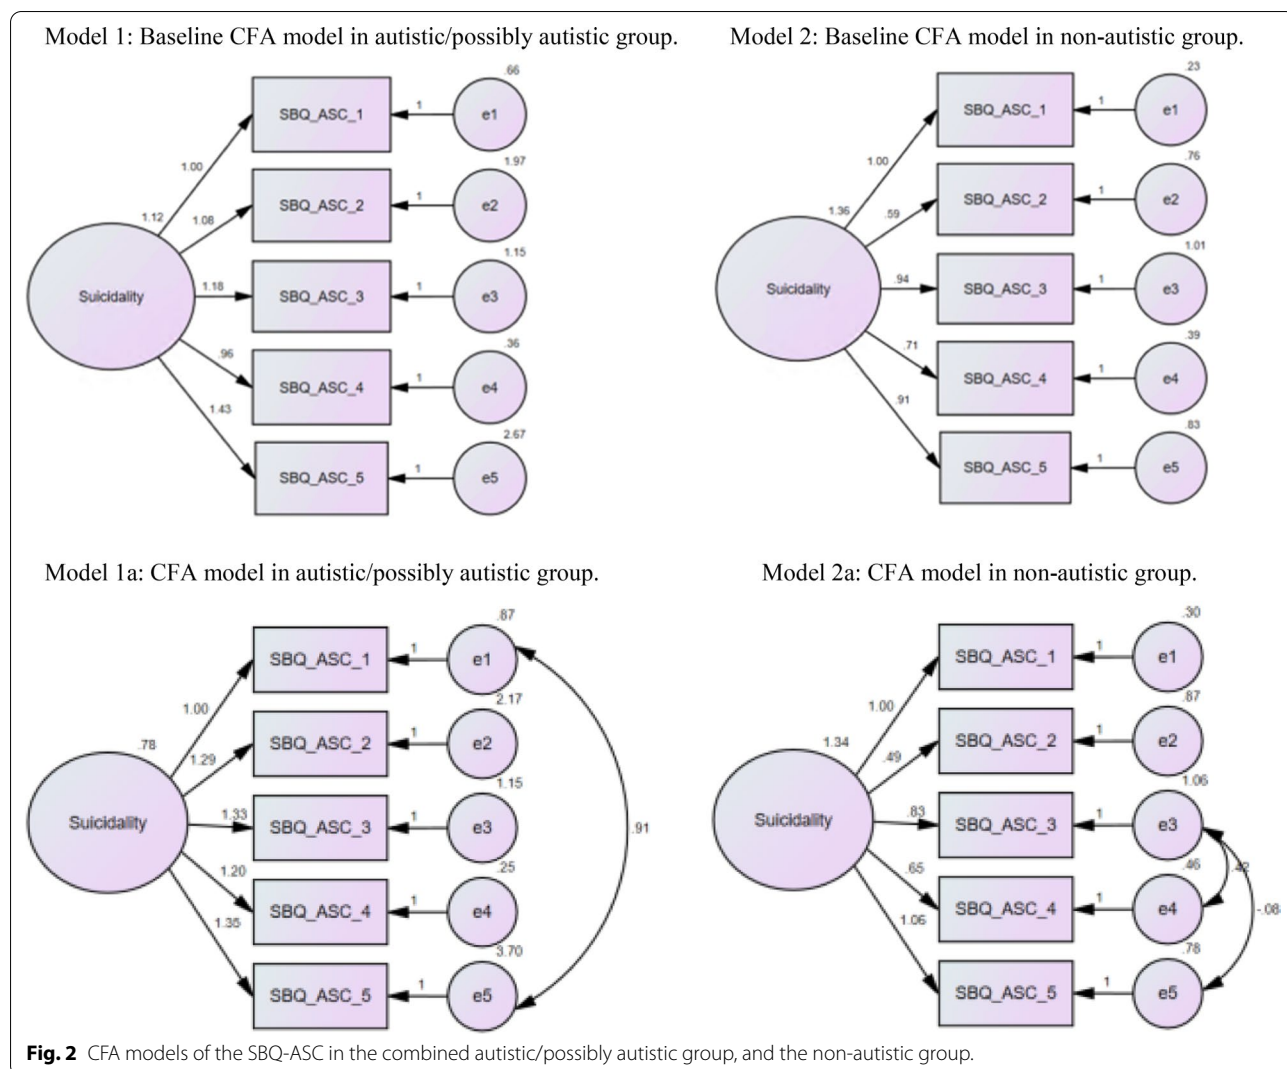 Model 1: Baseline CFA model in autistic/possibly autistic group.
.66
SBQ_ASC_1
1
e1
1.00
1.97
1.12
1.08
SBQ_ASC_2
1
e2
1.15
Suicidality
1.18
SBQ_ASC_3
1
e3
.36
.96
SBQ_ASC_4
1
e4
1.43
2.67
SBQ_ASC_5
1
e5
Model 2: Baseline CFA model in non-autistic group.
.23
SBQ_ASC_1
1
e1
1.00
.76
1.36
.59
SBQ_ASC_2
1
e2
1.01
Suicidality
.94
SBQ_ASC_3
1
e3
.39
.71
SBQ_ASC_4
1
e4
.91
.83
SBQ_ASC_5
1
e5
Model 1a: CFA model in autistic/possibly autistic group.
.87
SBQ_ASC_1
1
e1
1.00
2.17
.78
1.29
SBQ_ASC_2
1
e2
1.15
Suicidality
1.33
SBQ_ASC_3
1
e3
.91
.25
1.20
SBQ_ASC_4
1
e4
1.35
3.70
SBQ_ASC_5
1
e5
Model 2a: CFA model in non-autistic group.
.30
SBQ_ASC_1
1
e1
1.00
.87
1.34
.49
SBQ_ASC_2
1
e2
1.06
Suicidality
.83
SBQ_ASC_3
1
e3
.46
.42
.65
SBQ_ASC_4
1
e4
-.08
1.06
.78
SBQ_ASC_5
1
e5
Fig. 2 CFA models of the SBQ-ASC in the combined autistic/possibly autistic group, and the non-autistic group.